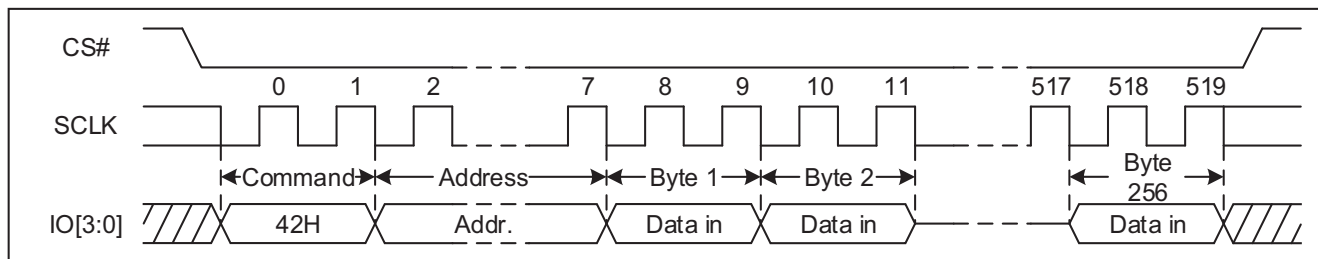 CS#
0 1 2 7 8 9 10 11 517 518 519
SCLK
Command Address Byte 1 Byte 2 Byte
256
IO[3:0] 42H Addr. Data in Data in Data in